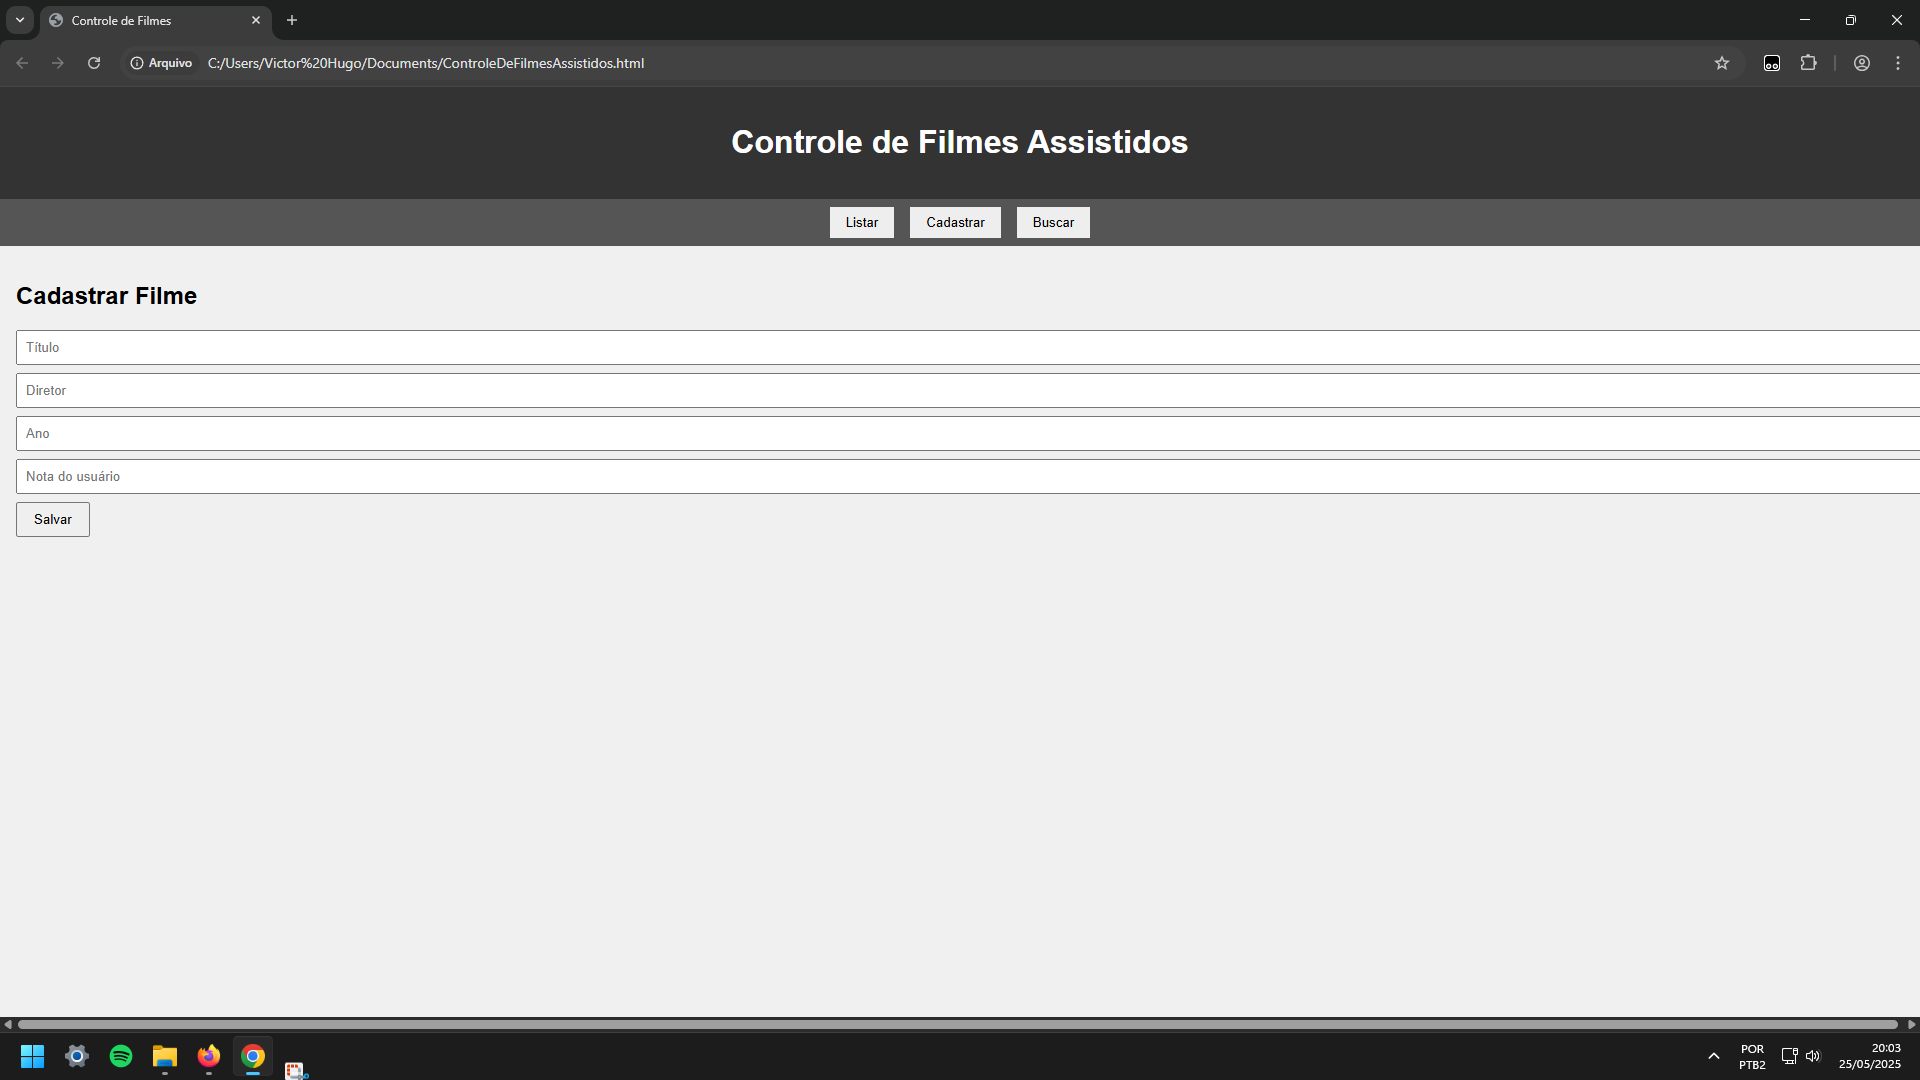 Controle de Filmes
Arquivo
C:/Users/Victor%20Hugo/Documents/ControleDeFilmesAssistidos.html
Controle de Filmes Assistidos
Listar
Cadastrar
Buscar
Cadastrar Filme
Título
Diretor
Ano
Nota do usuário
Salvar
POR
PTB2
20:03
25/05/2025